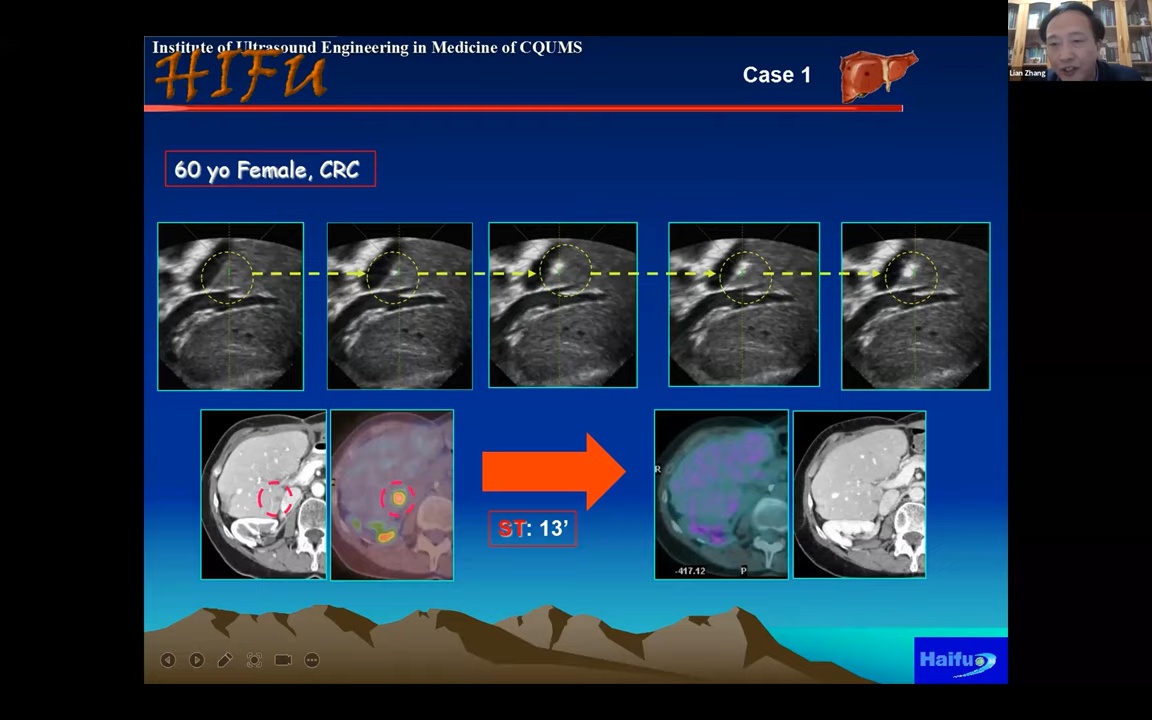 Institute of Ultrasound Engineering in Medicine of CQUMS
HIFU
Case 1
Lian Zhang
60 yo Female, CRC
ST: 13’
R
-417.12
P
Haifu